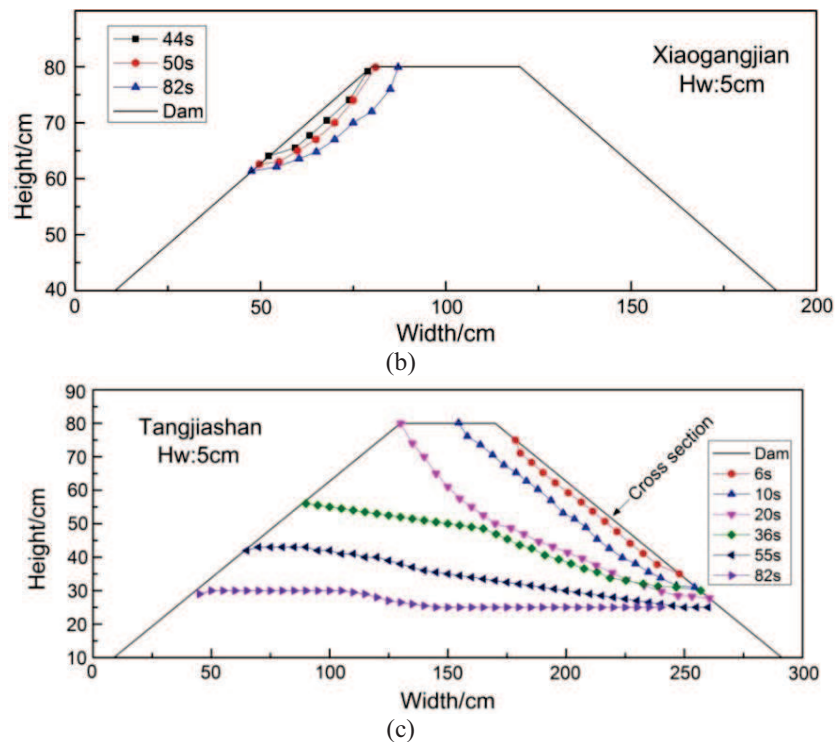 44s
50s
82s
Dam
Xiaogangjian
Hw:5cm
80
70
60
50
40
Height/cm
0
50
100
150
200
Width/cm
(b)
Tangjiashan
Hw:5cm
Cross section
Dam
6s
10s
20s
36s
55s
82s
90
80
70
60
50
40
30
20
10
Height/cm
0
50
100
150
200
250
300
Width/cm
(c)